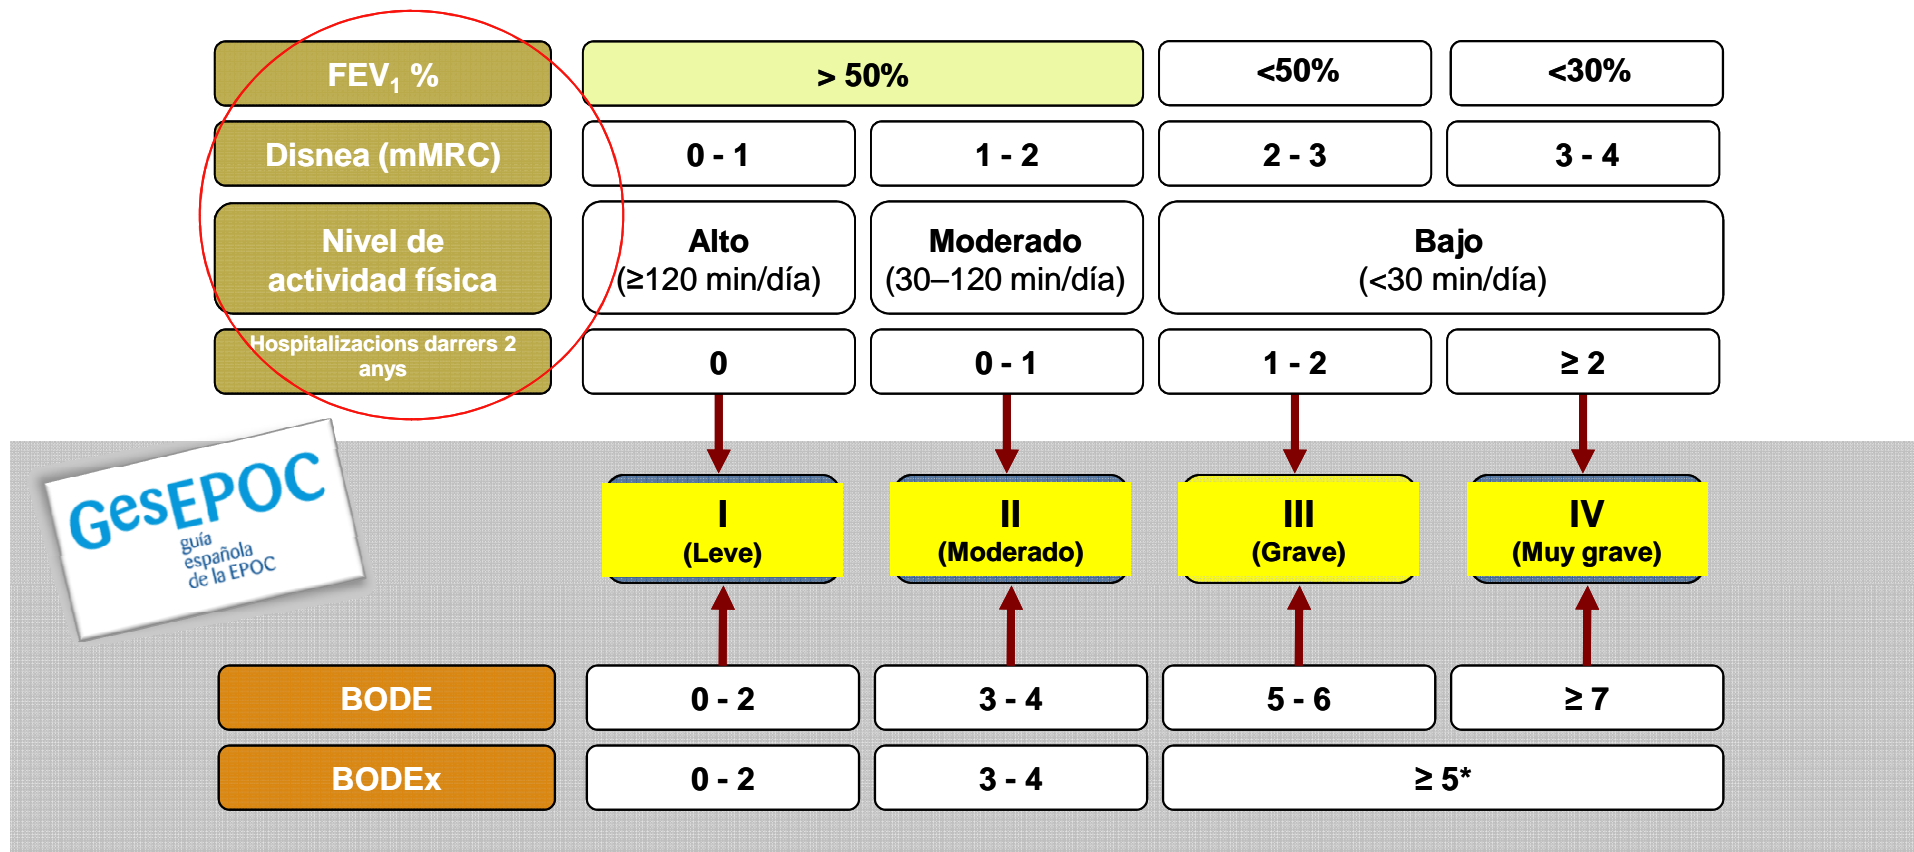 FEV1 %
> 50%
<50%
<30%
Disnea (mMRC)
0 - 1
1 - 2
2 - 3
3 - 4
Nivel de
actividad física
Alto
(≥120 min/día)
Moderado
(30–120 min/día)
Bajo
(<30 min/día)
Hospitalizacions darrers 2
anys
0
0 - 1
1 - 2
≥ 2
GesEPOC
guía
española
de la EPOC
I
(Leve)
II
(Moderado)
III
(Grave)
IV
(Muy grave)
BODE
0 - 2
3 - 4
5 - 6
≥ 7
BODEx
0 - 2
3 - 4
≥ 5*